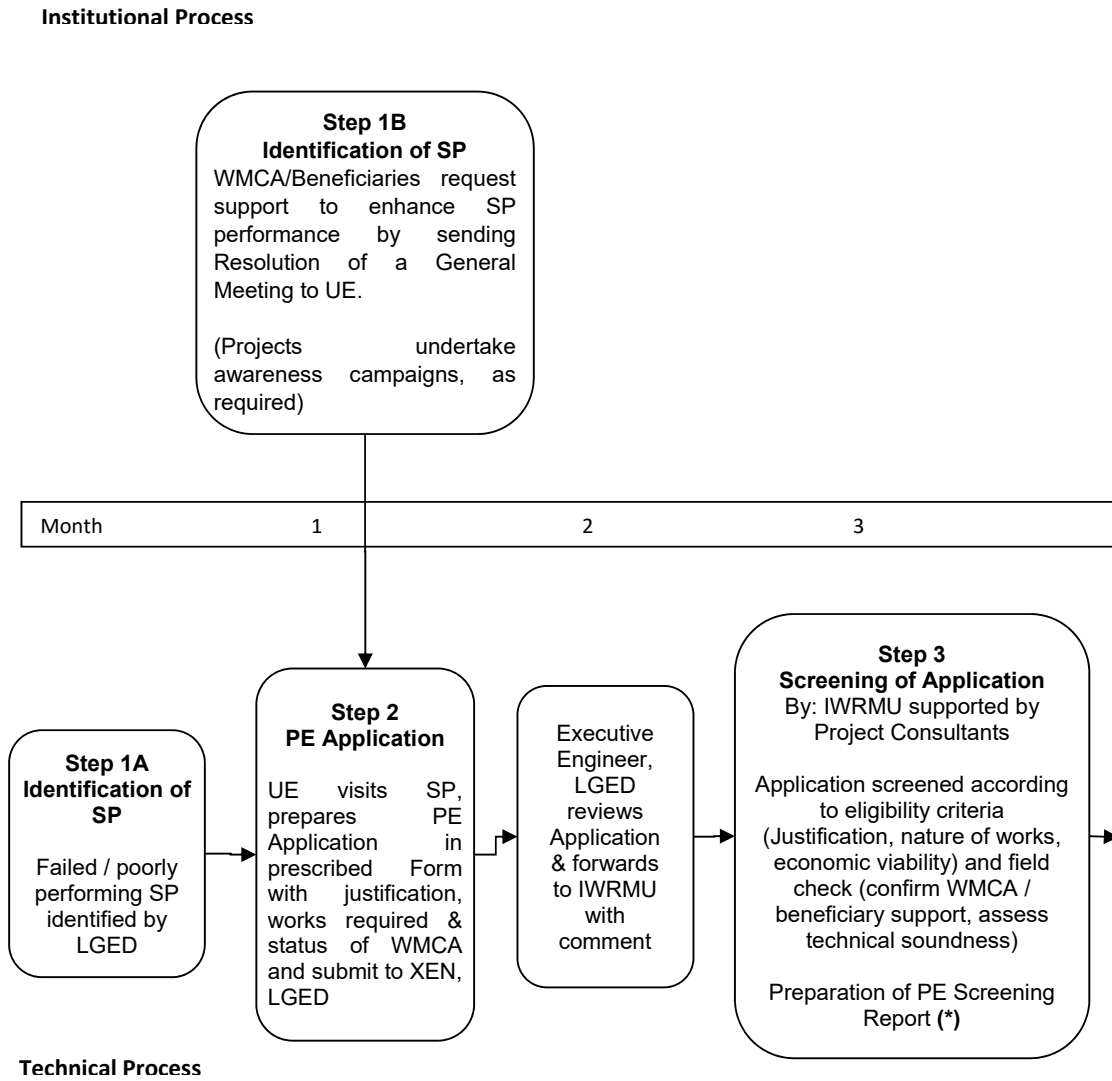 Institutional Process
Step 1B
Identification of SP
WMCA/Beneficiaries request
support to enhance SP
performance by sending
Resolution of a General
Meeting to UE.
(Projects undertake
awareness campaigns, as
required)
Month 1 2 3
Step 1A
Identification of
SP
Failed / poorly
performing SP
identified by
LGED
Step 2
PE Application
UE visits SP,
prepares PE
Application in
prescribed Form
with justification,
works required &
status of WMCA
and submit to XEN,
LGED
Executive
Engineer,
LGED
reviews
Application
& forwards
to IWRMU
with
comment
Step 3
Screening of Application
By: IWRMU supported by
Project Consultants
Application screened according
to eligibility criteria
(Justification, nature of works,
economic viability) and field
check (confirm WMCA /
beneficiary support, assess
technical soundness)
Preparation of PE Screening
Report (*)
Technical Process